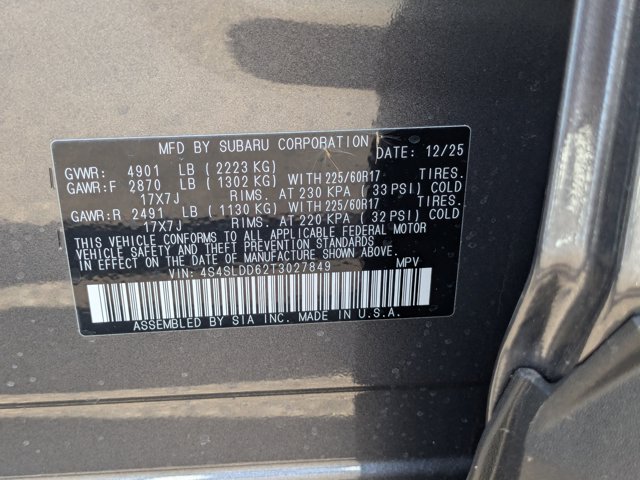 MFD BY SUBARU CORPORATION DATE: 12/25
GVWR: 4901 LB (2223 KG)
GAWR:F 2870 LB (1302 KG) WITH 225/60R17 TIRES.
17X7J RIMS. AT 230 KPA (33 PSI) COLD
GAWR:R 2491 LB (1130 KG) WITH 225/60R17 TIRES.
17X7J RIMS. AT 220 KPA (32 PSI) COLD
THIS VEHICLE CONFORMS TO ALL APPLICABLE FEDERAL MOTOR
VEHICLE SAFETY AND THEFT PREVENTION STANDARDS
IN EFFECT ON THE DATE OF MANUFACTURE SHOWN ABOVE.
VIN: 4S4SLDD62T3027849 MPV
ASSEMBLED BY SIA INC. MADE IN U.S.A.